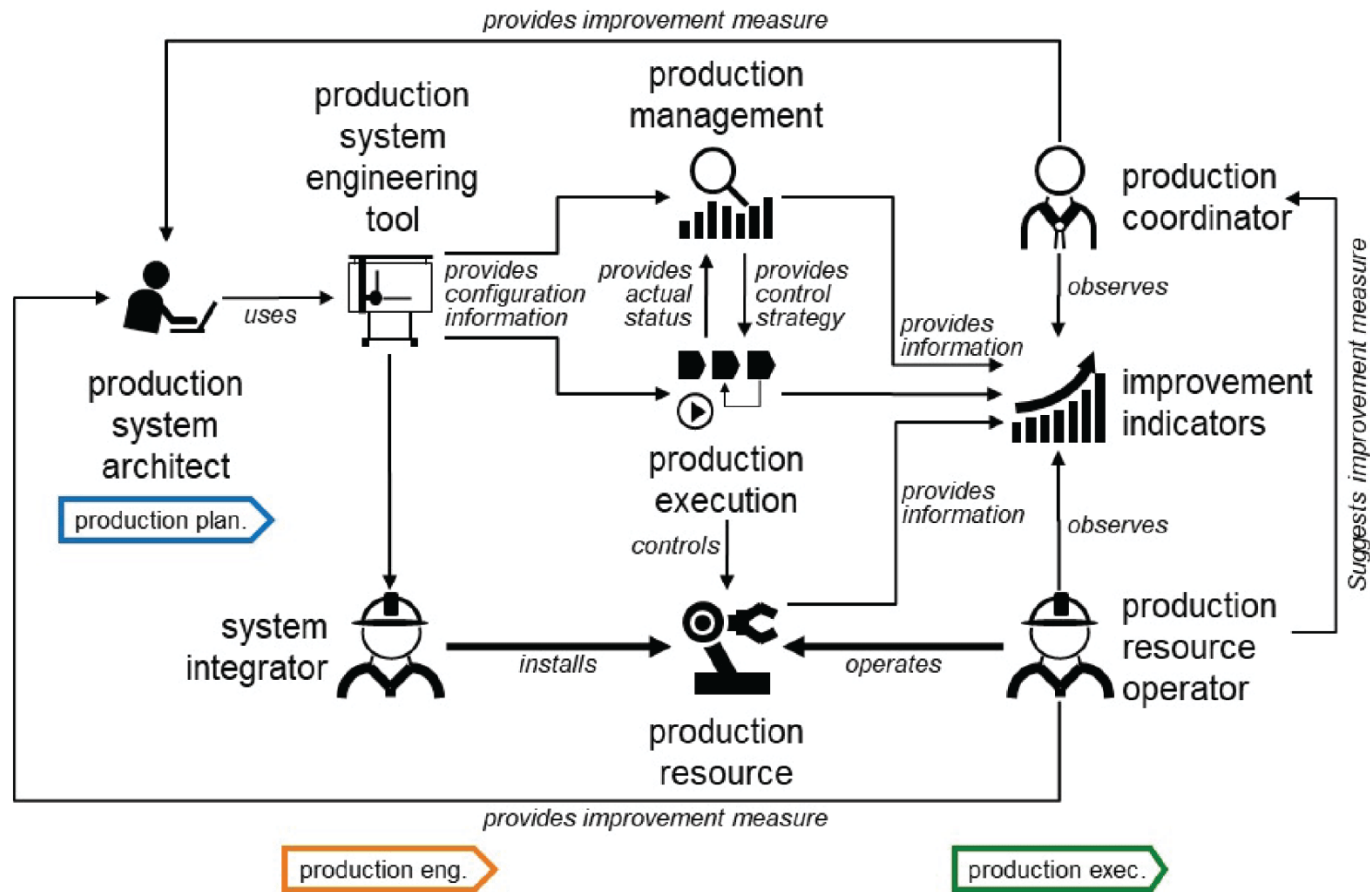 provides improvement measure
production
management
production
system
engineering
tool
production
coordinator
provides
configuration
information
provides
actual
status
provides
control
strategy
observes
uses
provides
information
Suggests improvement measure
production
system
architect
improvement
indicators
production plan.
production
execution
provides
information
observes
controls
system
integrator
installs
operates
production
resource
operator
production
resource
provides improvement measure
production eng.
production exec.